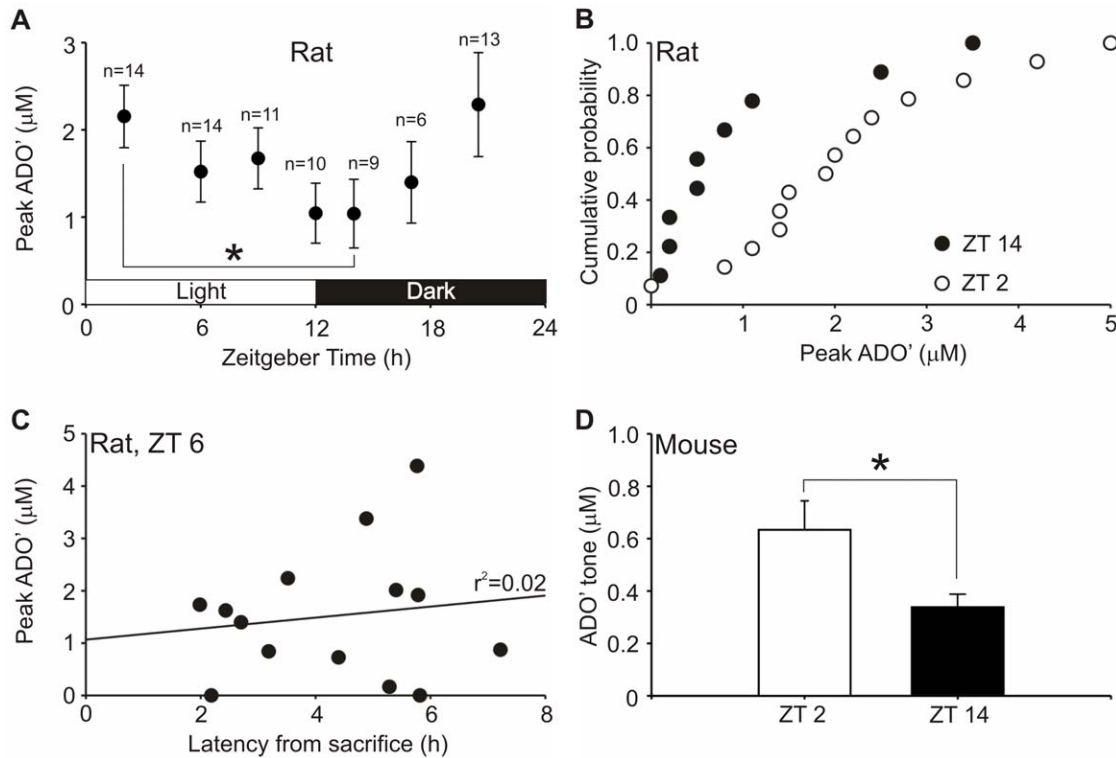 A
Rat
Peak ADO' (μM)
3
2
1
0
n=14
n=14
n=11
n=10
n=9
n=6
n=13
*
Light
Dark
0
6
12
18
24
Zeitgeber Time (h)
B
Rat
Cumulative probability
1.0
0.8
0.6
0.4
0.2
0
ZT 14
ZT 2
1
2
3
4
5
Peak ADO' (μM)
C
Rat, ZT 6
Peak ADO' (μM)
5
4
3
2
1
0
r²=0.02
0
2
4
6
8
Latency from sacrifice (h)
D
Mouse
ADO' tone (μM)
1.0
0.8
0.6
0.4
0.2
0
*
ZT 2
ZT 14